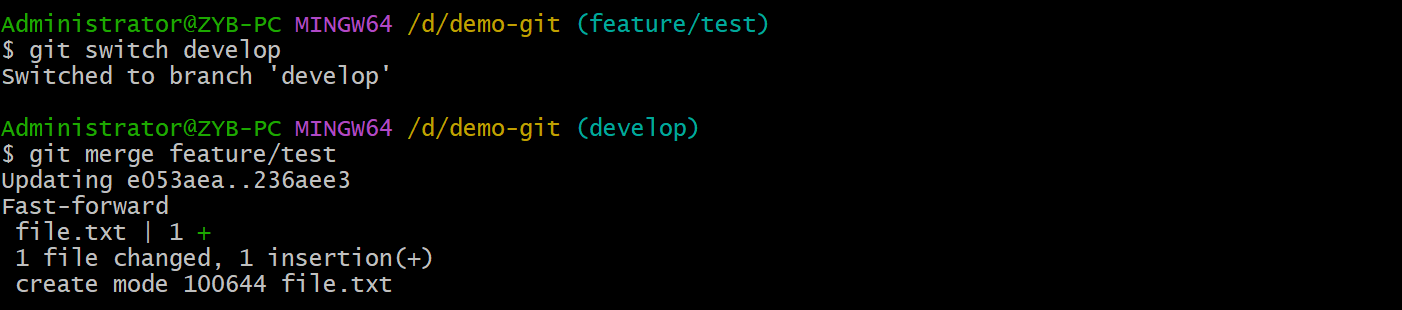 Administrator@ZYB-PC MINGW64 /d/demo-git (feature/test)
$ git switch develop
Switched to branch 'develop'
Administrator@ZYB-PC MINGW64 /d/demo-git (develop)
$ git merge feature/test
Updating e053aea..236aee3
Fast-forward
 file.txt | 1 +
 1 file changed, 1 insertion(+)
 create mode 100644 file.txt